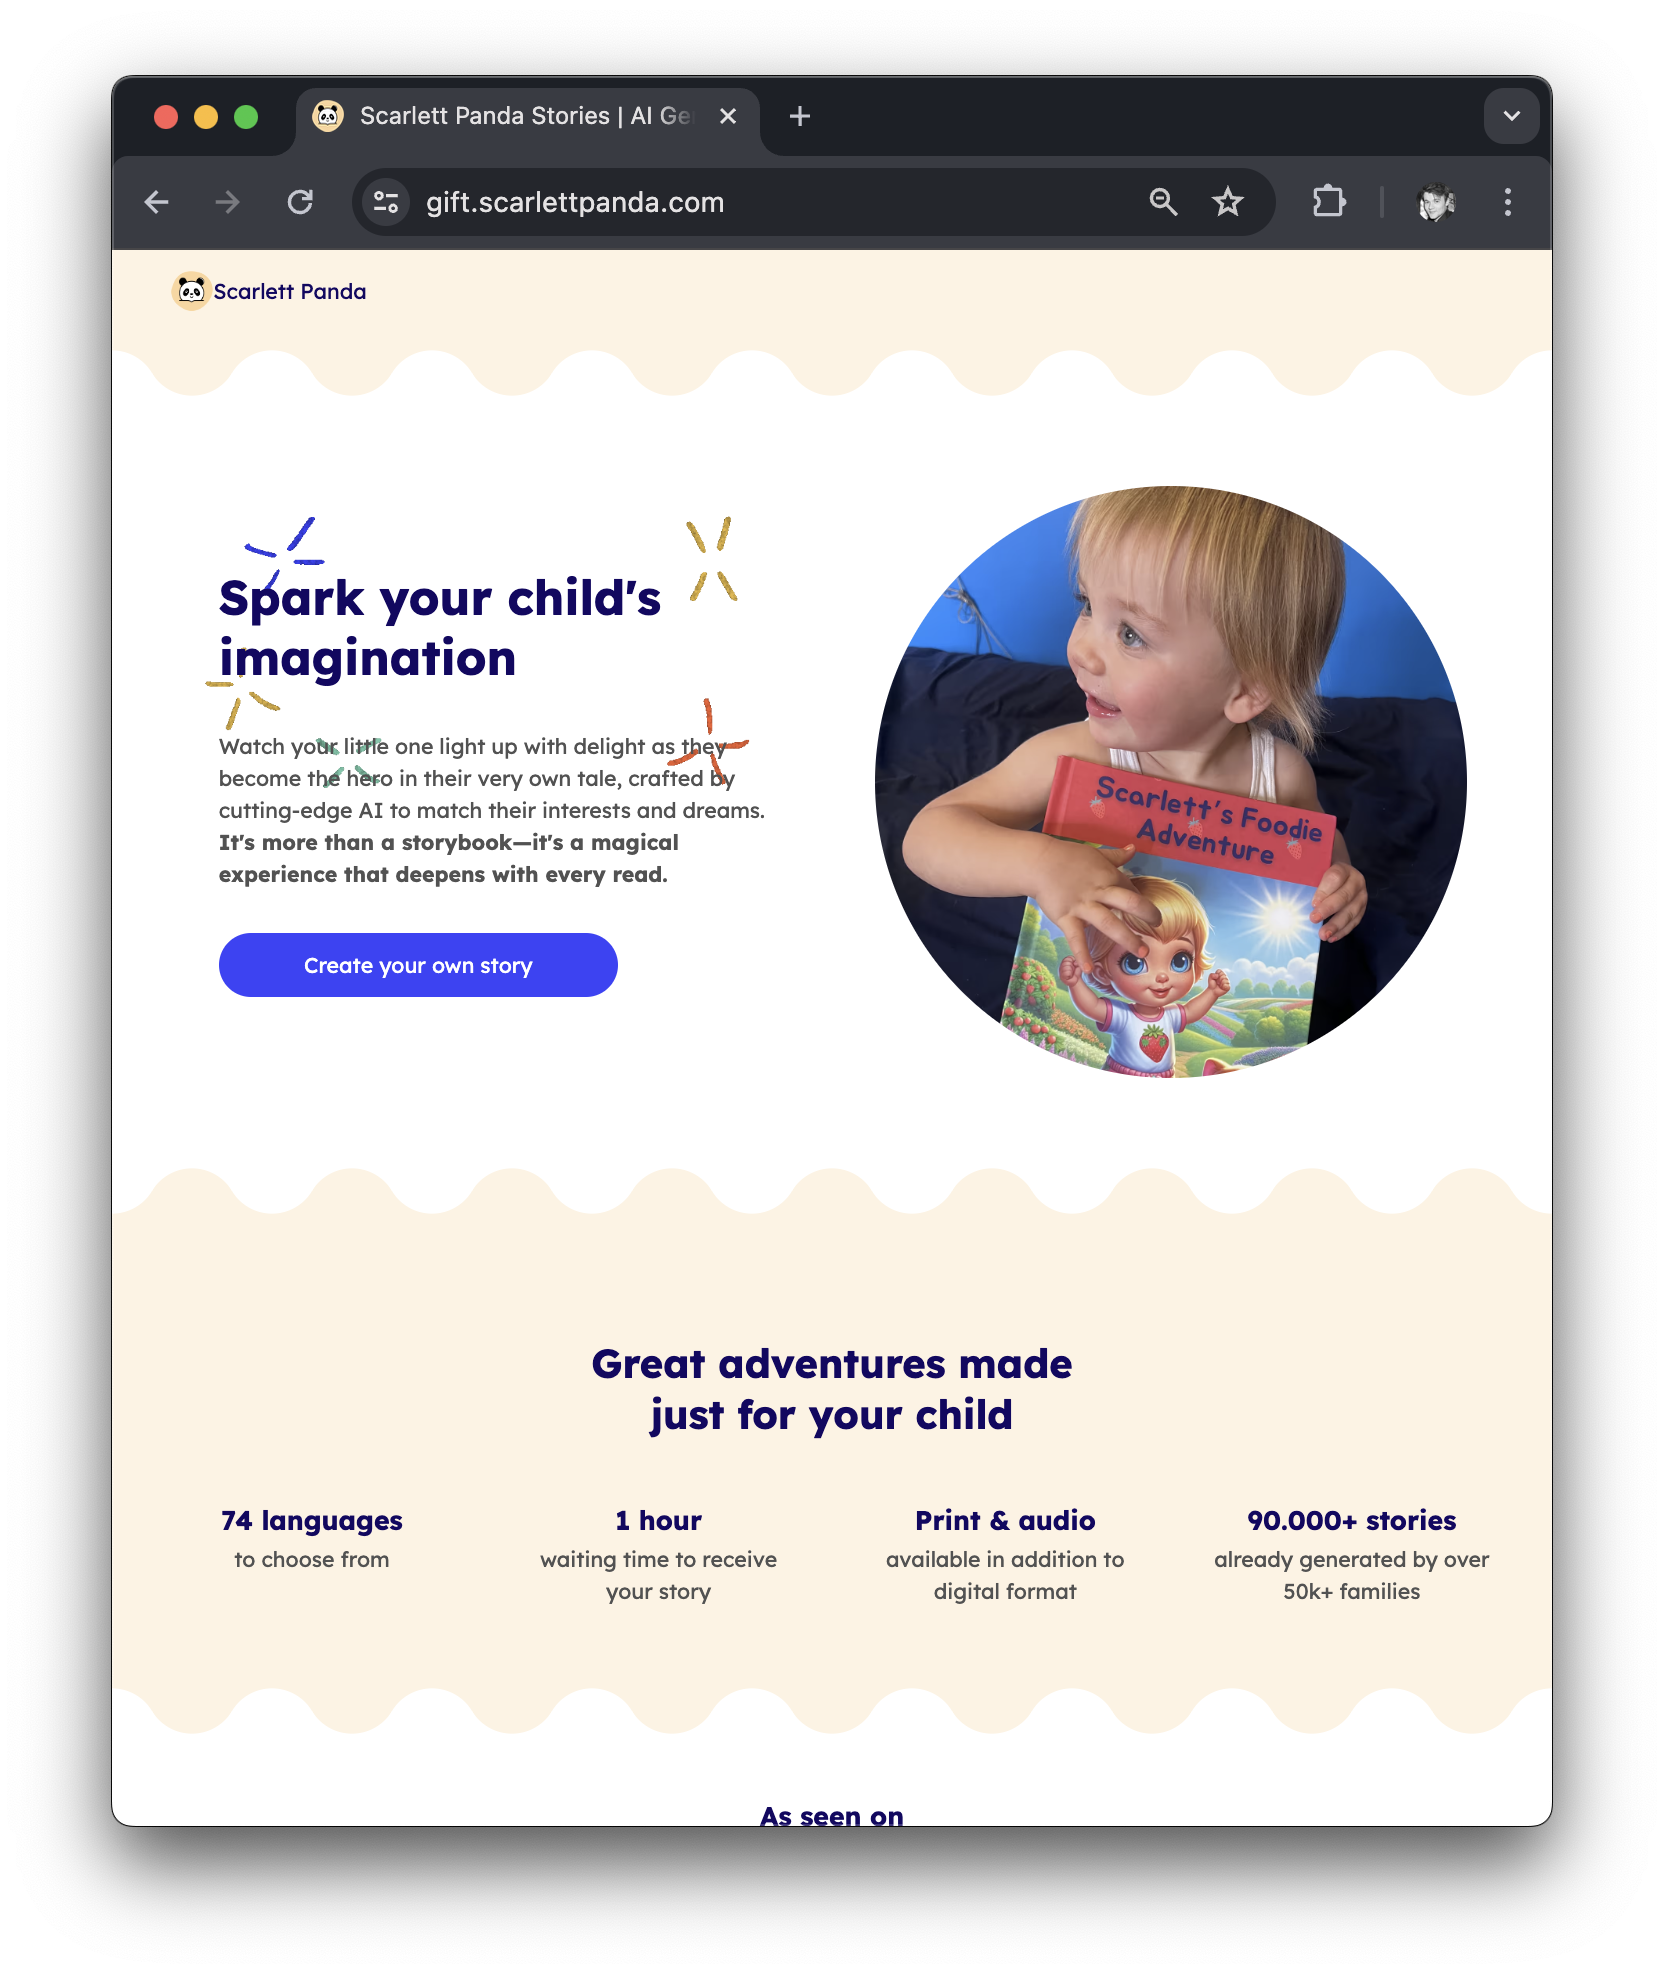 Scarlett Panda Stories | AI Ge
gift.scarlettpanda.com
Scarlett Panda
Spark your child's
imagination
Watch your little one light up with delight as they
become the hero in their very own tale, crafted by
cutting-edge AI to match their interests and dreams.
It's more than a storybook—it's a magical
experience that deepens with every read.
Create your own story
Scarlett's Foodie
Adventure
Great adventures made
just for your child
74 languages
to choose from
1 hour
waiting time to receive
your story
Print & audio
available in addition to
digital format
90.000+ stories
already generated by over
50k+ families
As seen on